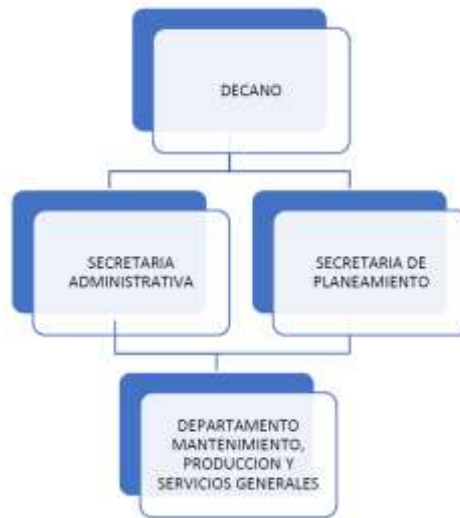 DECANO
SECRETARIA
ADMINISTRATIVA
SECRETARIA DE
PLANEAMIENTO
DEPARTAMENTO
MANTENIMIENTO,
PRODUCCION Y
SERVICIOS GENERALES